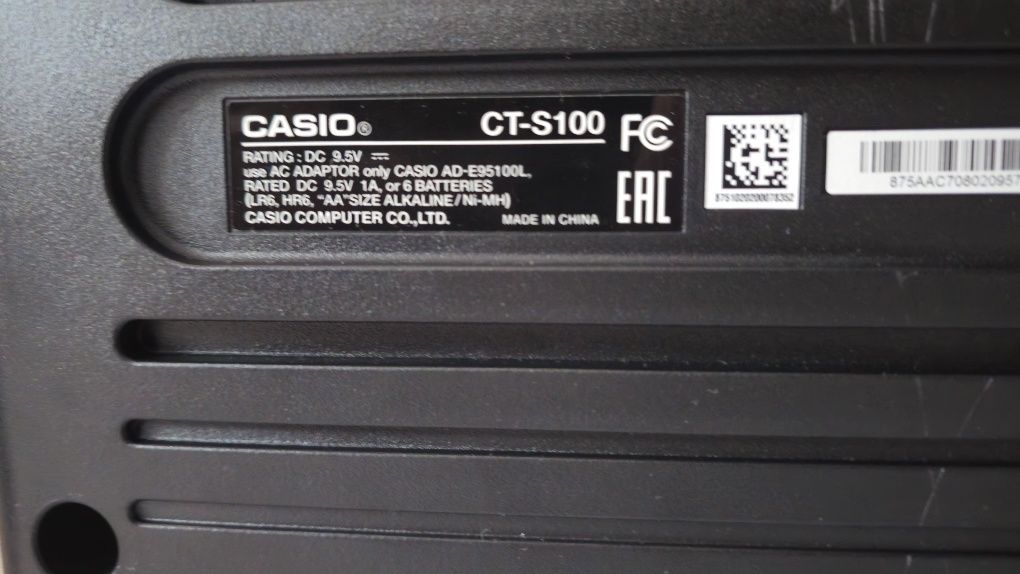 CASIO®
CT-S100
FC
RATING : DC 9.5V ⎓
use AC ADAPTOR only CASIO AD-E95100L,
RATED DC 9.5V 1A, or 6 BATTERIES
(LR6, HR6, "AA"SIZE ALKALINE / Ni-MH)
CASIO COMPUTER CO.,LTD.
MADE IN CHINA
EAC
8751020200078352
875AAC708020957